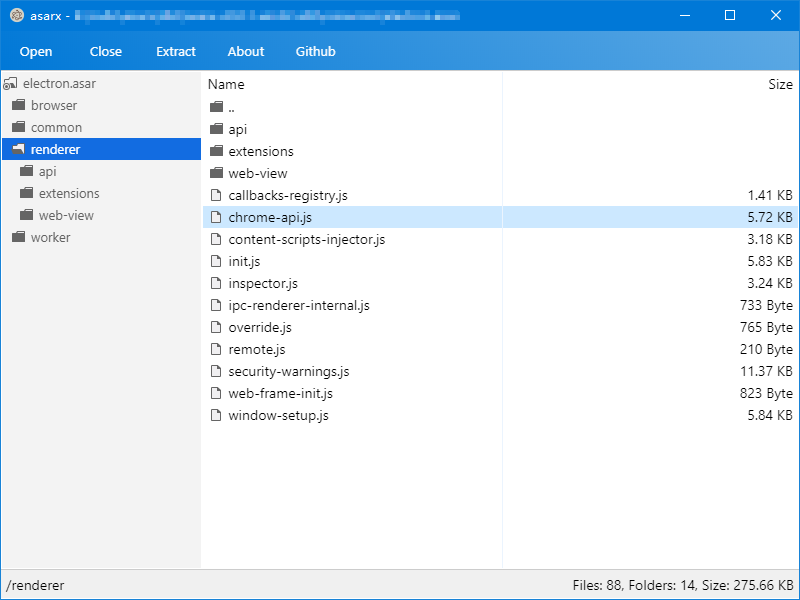 asarx -
Open Close Extract About Github
electron.asar
browser
common
renderer
api
extensions
web-view
worker
Name Size
..
api
extensions
web-view
callbacks-registry.js 1.41 KB
chrome-api.js 5.72 KB
content-scripts-injector.js 3.18 KB
init.js 5.83 KB
inspector.js 3.24 KB
ipc-renderer-internal.js 733 Byte
override.js 765 Byte
remote.js 210 Byte
security-warnings.js 11.37 KB
web-frame-init.js 823 Byte
window-setup.js 5.84 KB
/renderer Files: 88, Folders: 14, Size: 275.66 KB